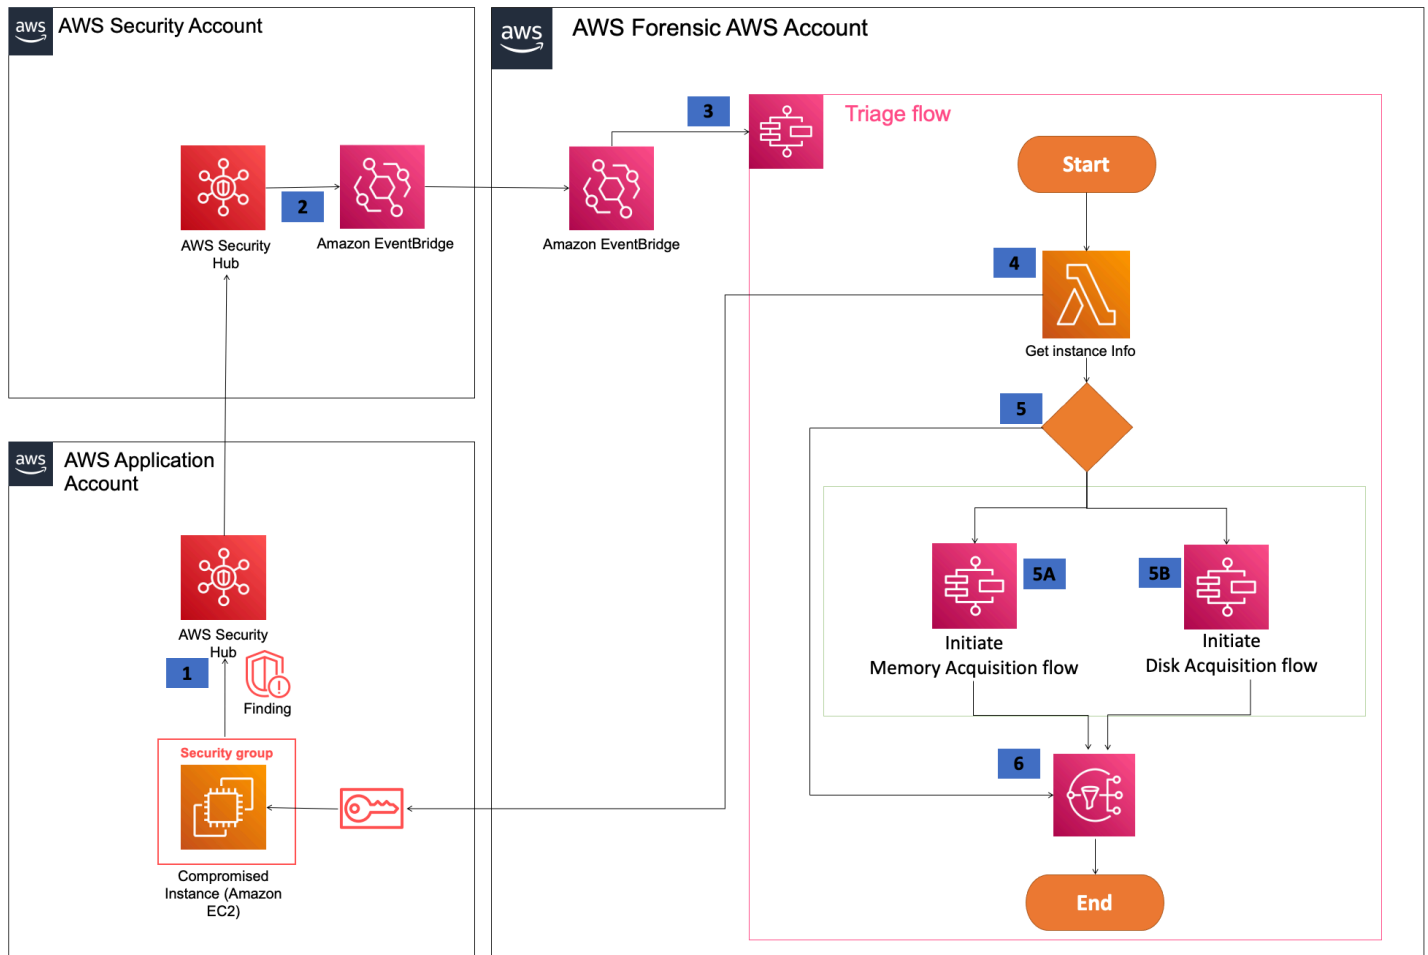 aws
AWS Security Account
AWS Security
Hub
2
Amazon EventBridge
aws
AWS Application
Account
AWS Security
Hub
1
Finding
Security group
Compromised
Instance (Amazon
EC2)
aws
AWS Forensic AWS Account
Amazon EventBridge
3
Triage flow
Start
4
Get instance Info
5
5A
Initiate
Memory Acquisition flow
5B
Initiate
Disk Acquisition flow
6
End